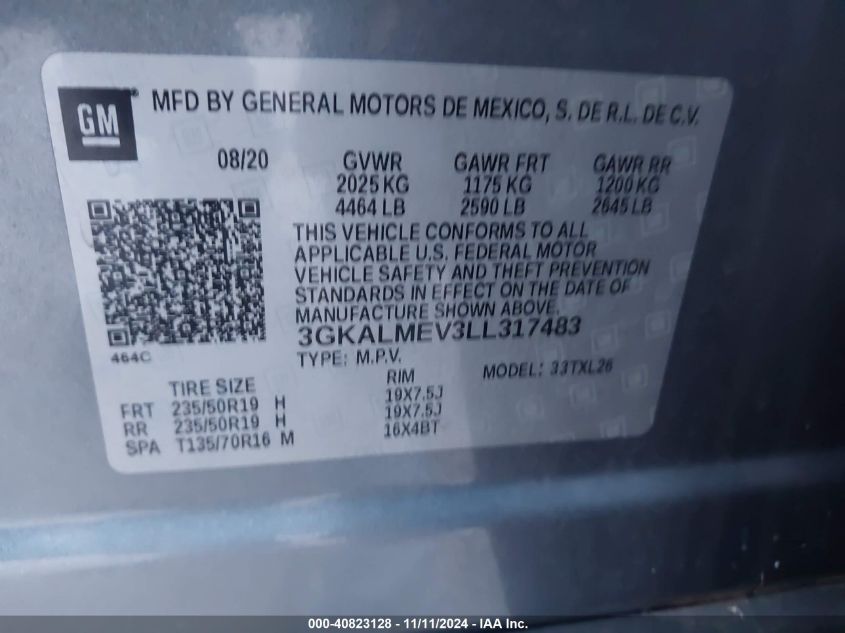 GM
MFD BY GENERAL MOTORS DE MEXICO, S. DE R.L. DE C.V.
08/20 GVWR GAWR FRT GAWR RR
2025 KG 1175 KG 1200 KG
4464 LB 2590 LB 2645 LB
THIS VEHICLE CONFORMS TO ALL
APPLICABLE U.S. FEDERAL MOTOR
VEHICLE SAFETY AND THEFT PREVENTION
STANDARDS IN EFFECT ON THE DATE OF
MANUFACTURE SHOWN ABOVE.
3GKALMEV3LL317483
464C
TYPE: M.P.V. MODEL: 33TXL26
TIRE SIZE RIM
FRT 235/50R19 H 19X7.5J
RR 235/50R19 H 19X7.5J
SPA T135/70R16 M 16X4BT
000-40823128 - 11/11/2024 - IAA Inc.